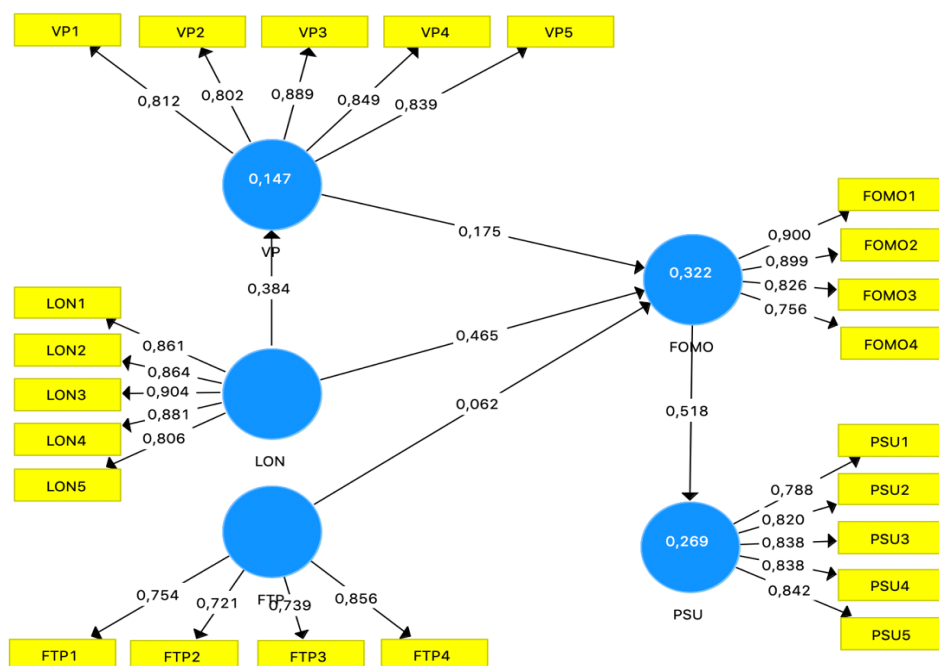 VP1
VP2
VP3
VP4
VP5
0,812
0,802
0,889
0,849
0,839
0,147
VP
0,175
FOMO1
FOMO2
FOMO3
FOMO4
0,900
0,899
0,826
0,756
0,322
FOMO
0,384
0,465
0,062
0,518
LON1
LON2
LON3
LON4
LON5
0,861
0,864
0,904
0,881
0,806
LON
PSU1
PSU2
PSU3
PSU4
PSU5
0,788
0,820
0,838
0,838
0,842
0,269
PSU
FTP
0,754
0,721
0,739
0,856
FTP1
FTP2
FTP3
FTP4